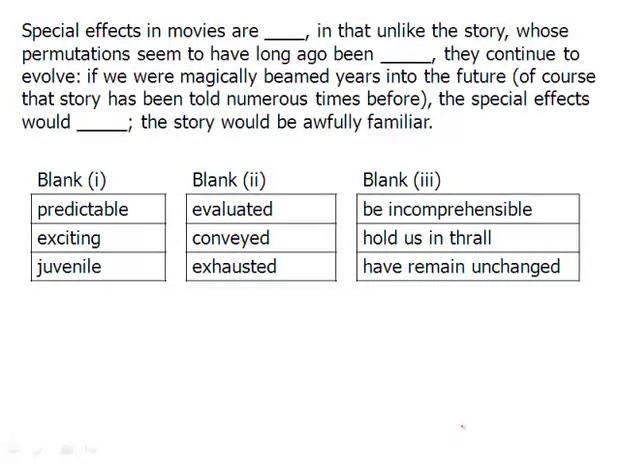 Special effects in movies are _____, in that unlike the story, whose
permutations seem to have long ago been _____, they continue to
evolve: if we were magically beamed years into the future (of course
that story has been told numerous times before), the special effects
would _____; the story would be awfully familiar.
Blank (i) Blank (ii) Blank (iii)
predictable evaluated be incomprehensible
exciting conveyed hold us in thrall
juvenile exhausted have remain unchanged